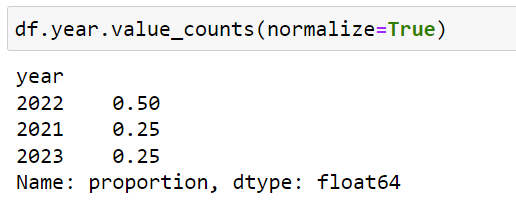 df.year.value_counts(normalize=True)
year
2022    0.50
2021    0.25
2023    0.25
Name: proportion, dtype: float64